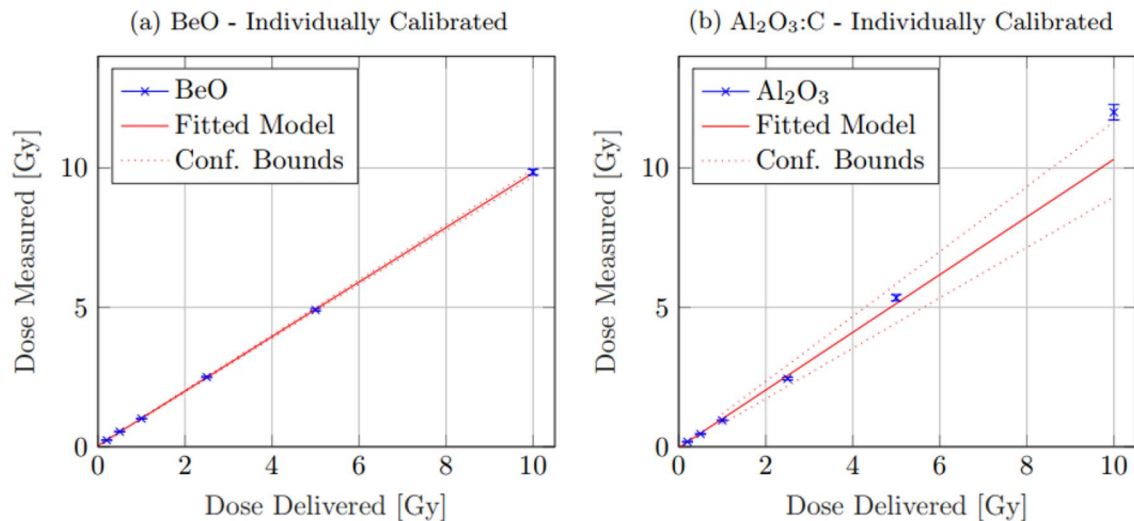 (a) BeO - Individually Calibrated
BeO
Fitted Model
Conf. Bounds
Dose Measured [Gy]
10
5
0
0 2 4 6 8 10
Dose Delivered [Gy]
(b) Al₂O₃:C - Individually Calibrated
Al₂O₃
Fitted Model
Conf. Bounds
Dose Measured [Gy]
10
5
0
0 2 4 6 8 10
Dose Delivered [Gy]